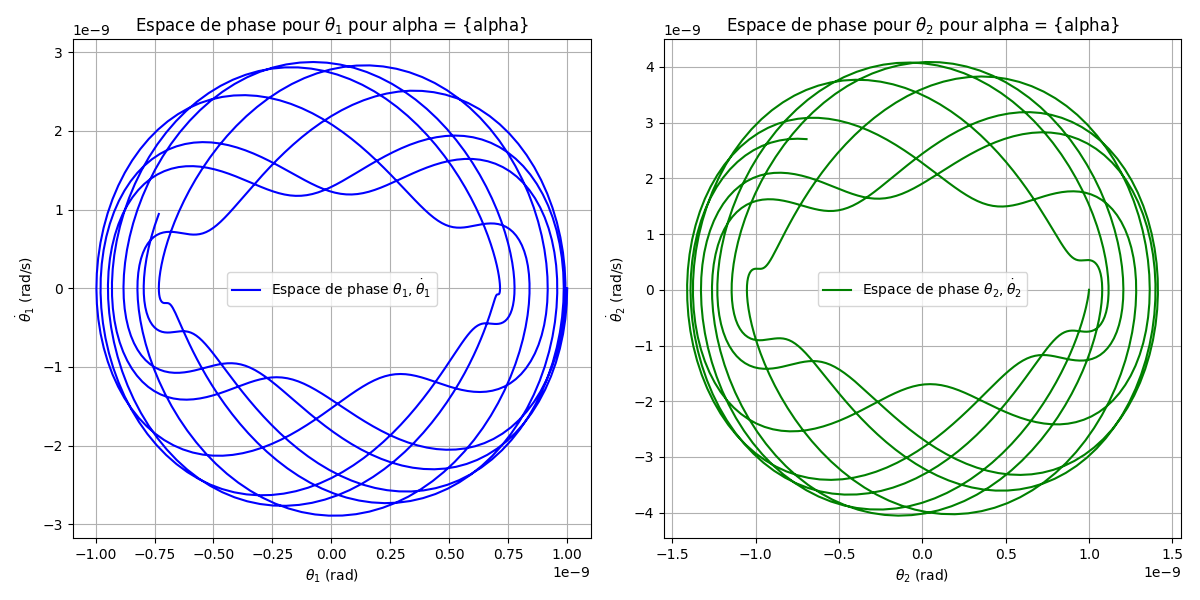 Espace de phase pour θ₁ pour alpha = {alpha}
1e−9
3
2
1
0
−1
−2
−3
θ̇₁ (rad/s)
Espace de phase θ₁, θ̇₁
−1.00 −0.75 −0.50 −0.25 0.00 0.25 0.50 0.75 1.00
1e−9
θ₁ (rad)
Espace de phase pour θ₂ pour alpha = {alpha}
1e−9
4
3
2
1
0
−1
−2
−3
−4
θ̇₂ (rad/s)
Espace de phase θ₂, θ̇₂
−1.5 −1.0 −0.5 0.0 0.5 1.0 1.5
1e−9
θ₂ (rad)